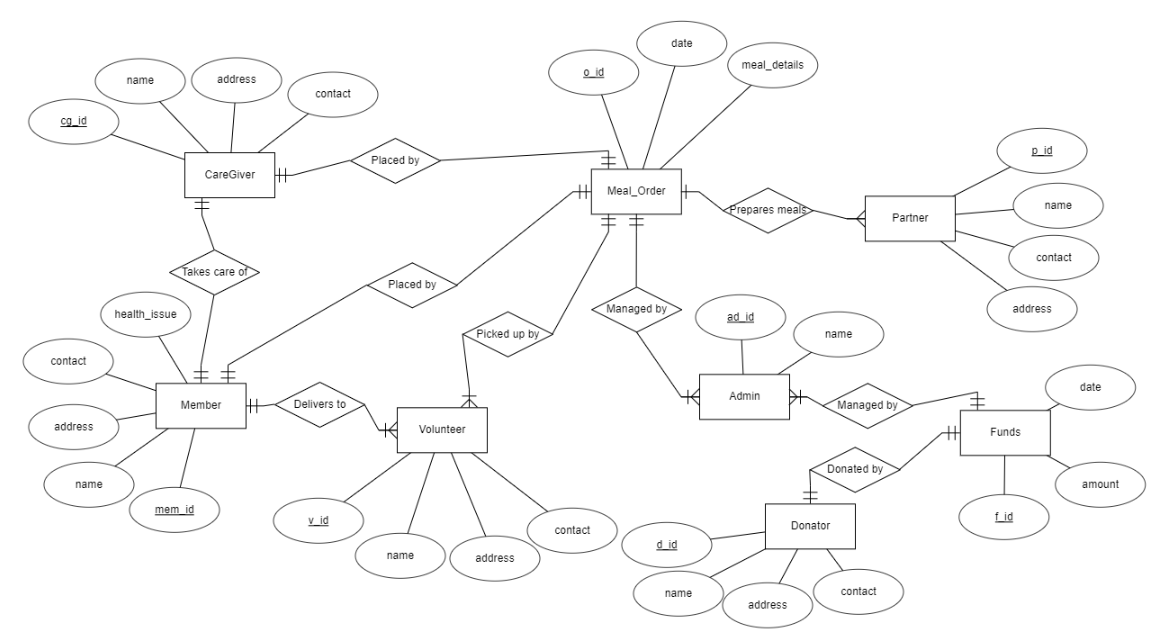 date
o_id
meal_details
name
address
contact
cg_id
Placed by
CareGiver
Meal_Order
p_id
name
contact
address
Prepares meals
Partner
Takes care of
Placed by
health_issue
Managed by
ad_id
name
Picked up by
contact
address
name
mem_id
Member
Delivers to
Volunteer
Admin
Managed by
date
Funds
amount
f_id
Donated by
v_id
name
address
contact
Donator
d_id
name
address
contact